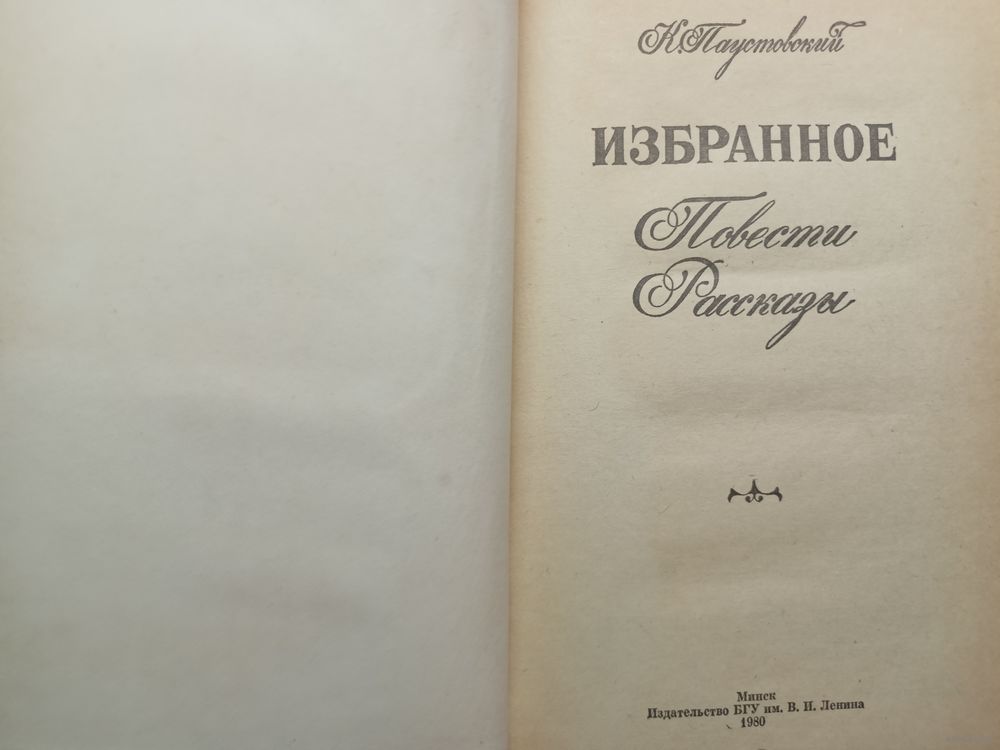 К. Паустовский
ИЗБРАННОЕ
Повести
Рассказы
Минск
Издательство БГУ им. В. И. Ленина
1980